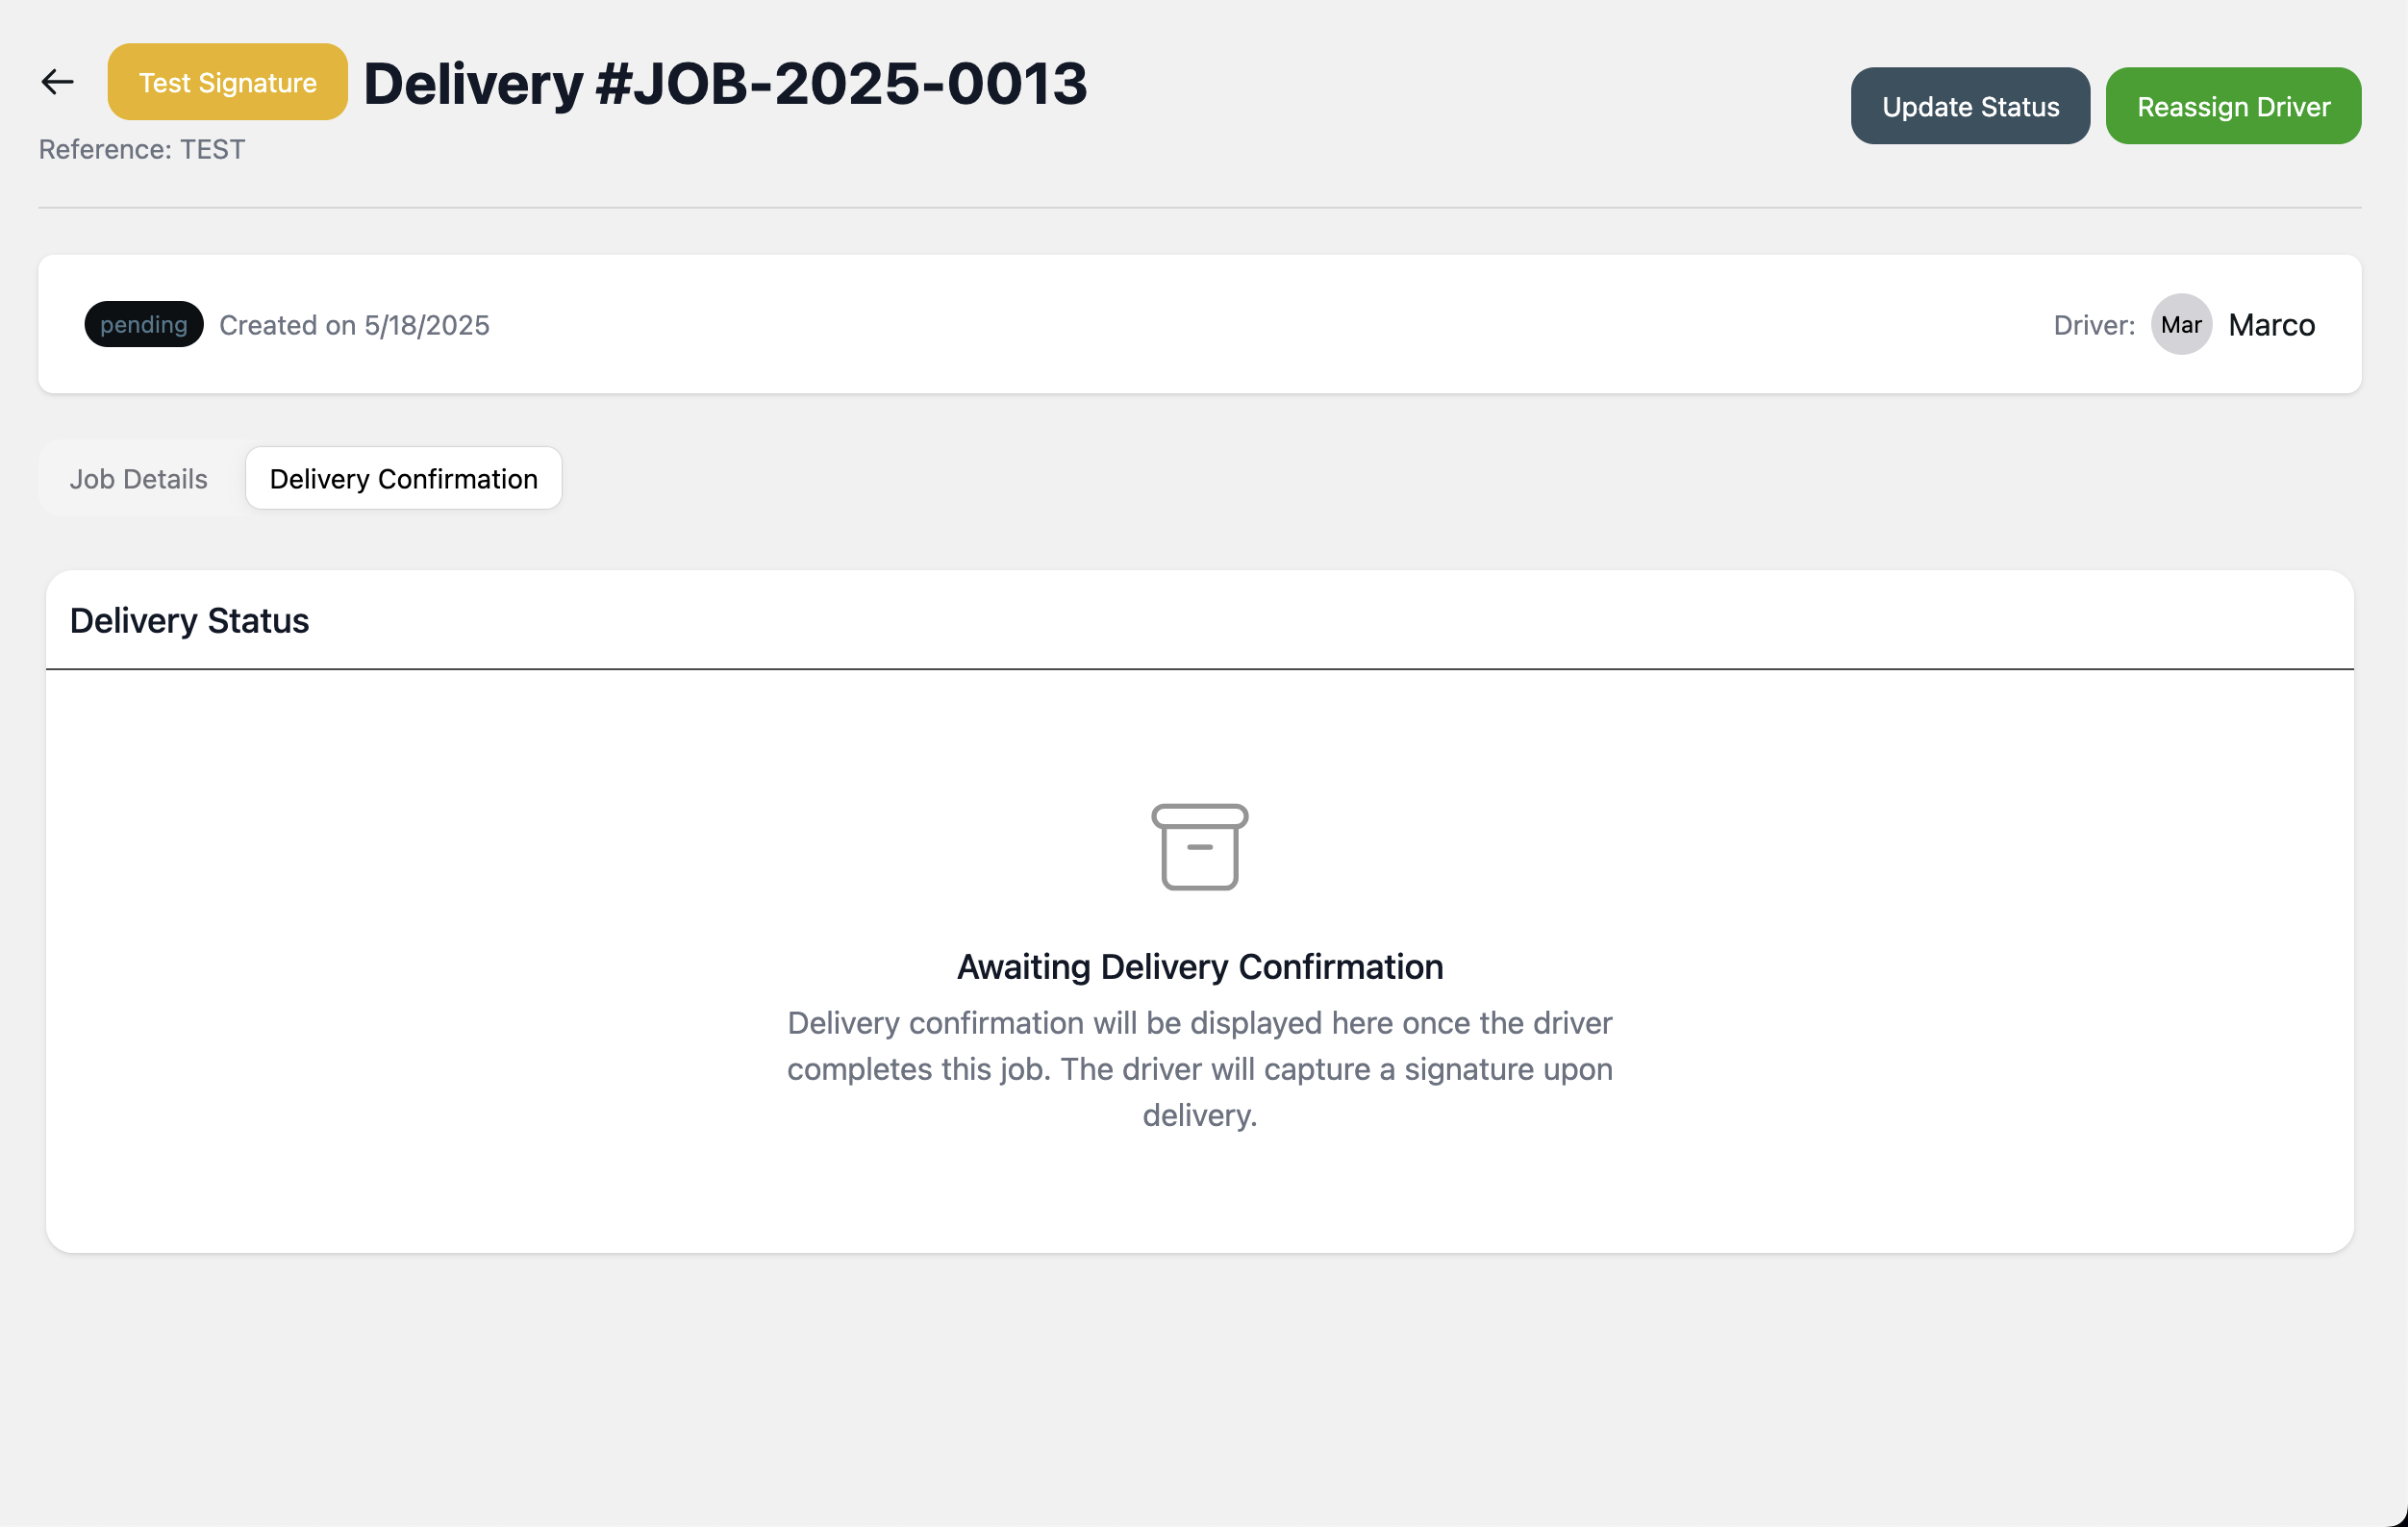 Test Signature
Delivery #JOB-2025-0013
Update Status
Reassign Driver
Reference: TEST
pending
Created on 5/18/2025
Driver:
Mar
Marco
Job Details
Delivery Confirmation
Delivery Status
Awaiting Delivery Confirmation
Delivery confirmation will be displayed here once the driver
completes this job. The driver will capture a signature upon
delivery.